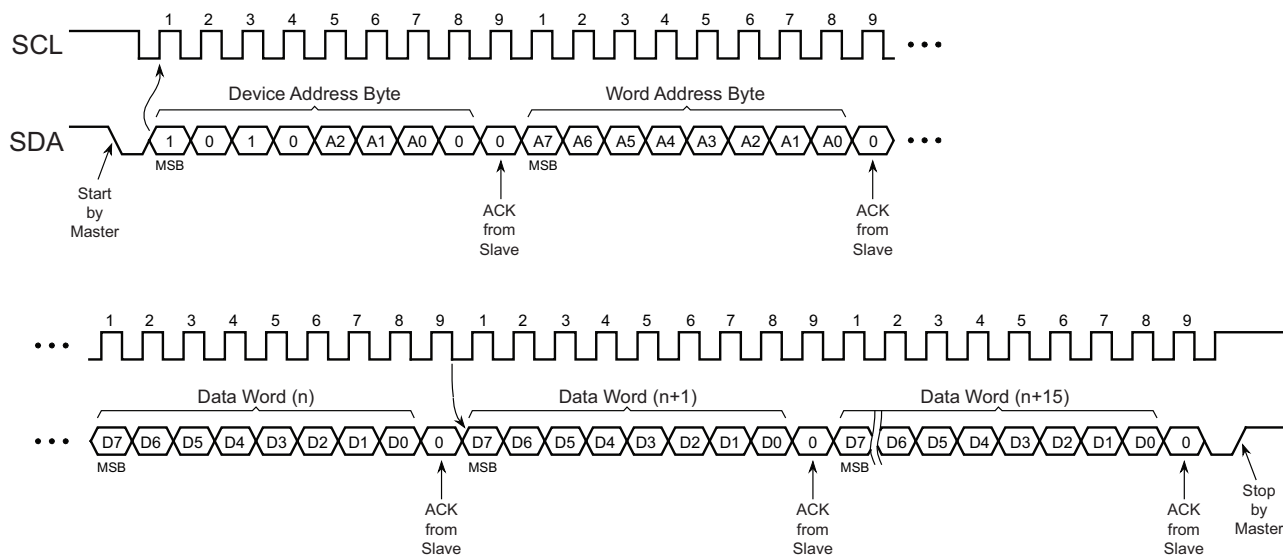 1 2 3 4 5 6 7 8 9 1 2 3 4 5 6 7 8 9
SCL
Device Address Byte Word Address Byte
SDA 1 0 1 0 A2 A1 A0 0 0 A7 A6 A5 A4 A3 A2 A1 A0 0
MSB MSB
Start
by
Master
ACK
from
Slave
ACK
from
Slave
1 2 3 4 5 6 7 8 9 1 2 3 4 5 6 7 8 9 1 2 3 4 5 6 7 8 9
Data Word (n) Data Word (n+1) Data Word (n+15)
D7 D6 D5 D4 D3 D2 D1 D0 0 D7 D6 D5 D4 D3 D2 D1 D0 0 D7 D6 D5 D4 D3 D2 D1 D0 0
MSB MSB MSB
ACK
from
Slave
ACK
from
Slave
ACK
from
Slave
Stop
by
Master